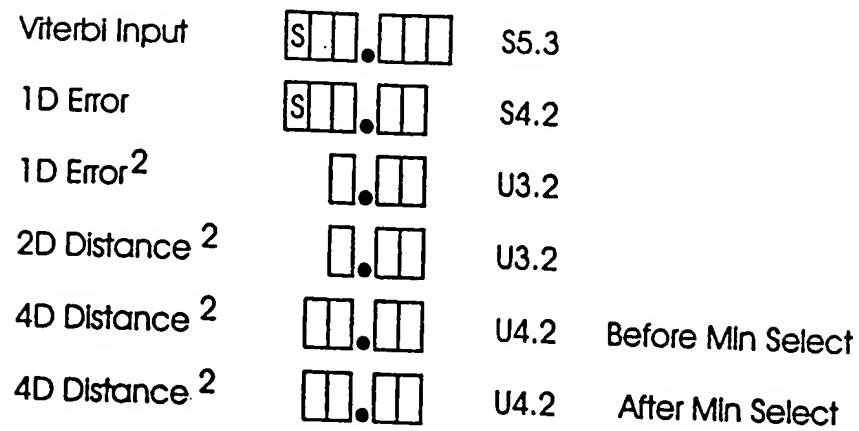 Viterbi Input S S5.3
1D Error S S4.2
1D Error2 U3.2
2D Distance 2 U3.2
4D Distance 2 U4.2 Before Min Select
4D Distance 2 U4.2 After Min Select